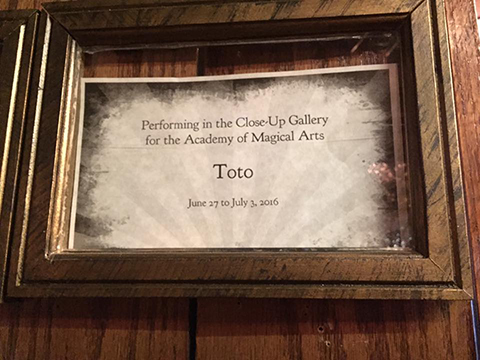 Performing in the Close-Up Gallery
for the Academy of Magical Arts
Toto
June 27 to July 3, 2016